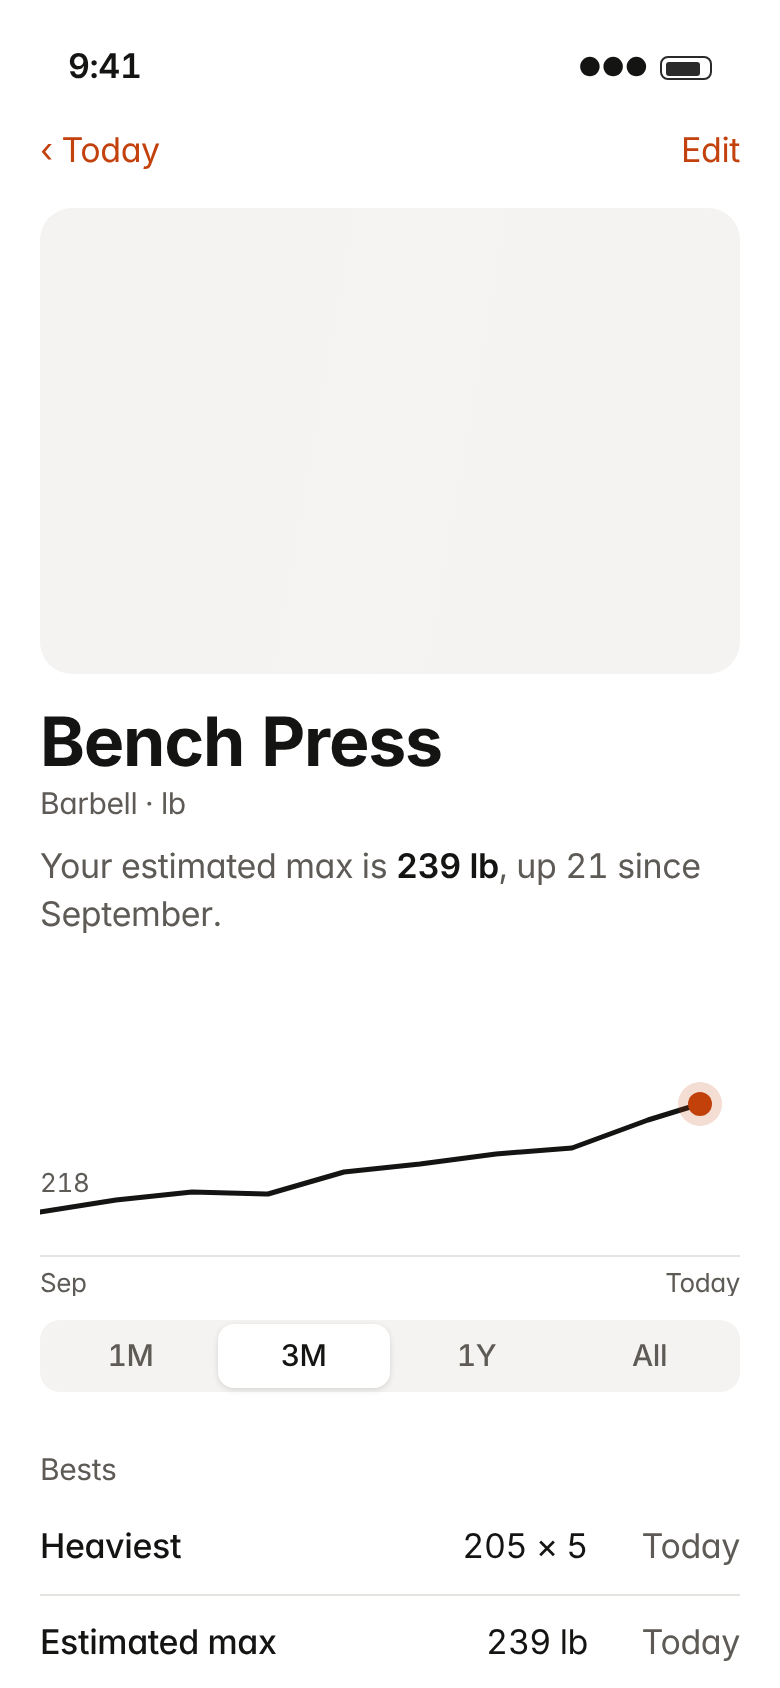 9:41
‹ Today
Edit
Bench Press
Barbell · lb
Your estimated max is 239 lb, up 21 since
September.
218
Sep
Today
1M
3M
1Y
All
Bests
Heaviest
205 × 5
Today
Estimated max
239 lb
Today